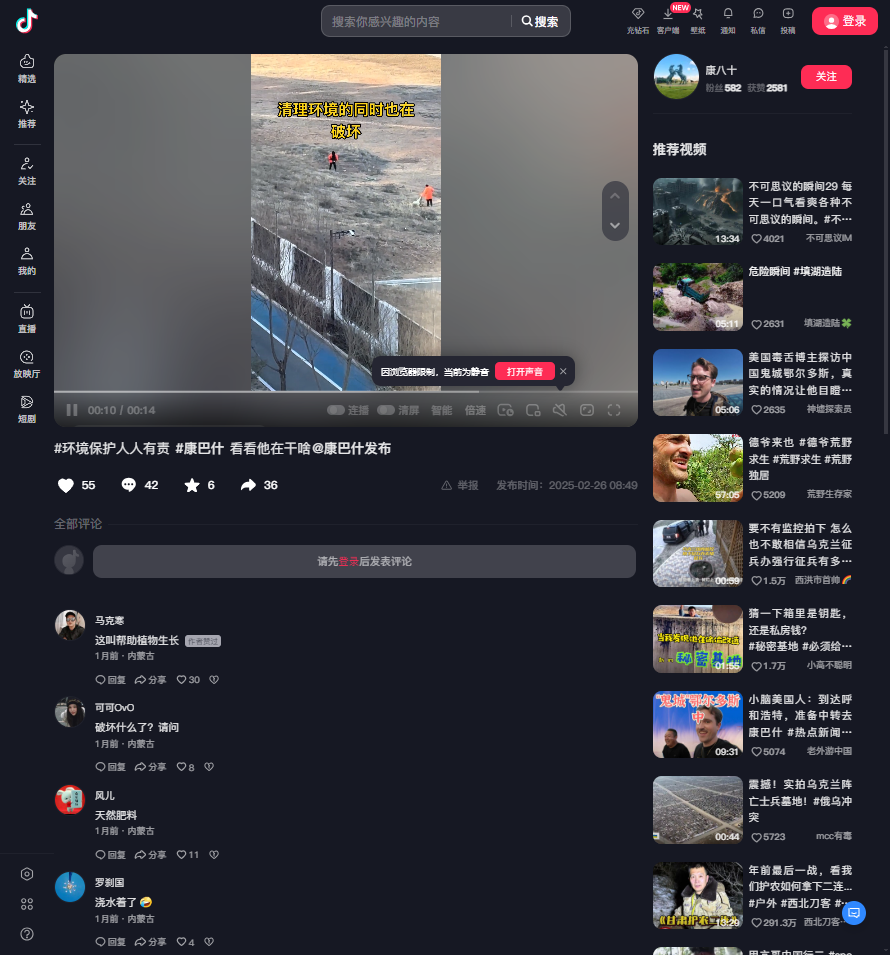 搜索你感兴趣的内容
搜索
充钻石
客户端
NEW
壁纸
通知
私信
投稿
登录
精选
推荐
关注
朋友
我的
直播
放映厅
短剧
清理环境的同时也在
破坏
因浏览器限制，当前为静音
打开声音
00:10 / 00:14
连播
清屏
智能
倍速
#环境保护人人有责 #康巴什 看看他在干啥@康巴什发布
55
42
6
36
举报
发布时间：2025-02-26 08:49
全部评论
请先登录后发表评论
马克寒
这叫帮助植物生长 作者赞过
1月前 · 内蒙古
回复
分享
30
可可OvO
破坏什么了？请问
1月前 · 内蒙古
回复
分享
8
风儿
天然肥料
1月前 · 内蒙古
回复
分享
11
罗刹国
浇水着了🤣
1月前 · 内蒙古
回复
分享
4
康八十
粉丝582 获赞2581
关注
推荐视频
13:34
不可思议的瞬间29 每
天一口气看爽各种不
可思议的瞬间。#不…
4021
不可思议IM
05:11
危险瞬间 #填湖造陆
2631
填湖造陆🍀
05:06
美国毒舌博主探访中
国鬼城鄂尔多斯，真
实的情况让他目瞪…
2635
神墟探索员
57:05
德爷来也 #德爷荒野
求生 #荒野求生 #荒野
独居
5209
荒野生存家
00:59
要不有监控拍下 怎么
也不敢相信乌克兰征
兵办强行征兵有多…
1.5万
西洪市首帅🌈
01:55
秘密基地
猜一下箱里是钥匙，
还是私房钱？
#秘密基地 #必须给…
1.7万
小高不聪明
"鬼城"鄂尔多斯
中
09:31
小脑美国人：到达呼
和浩特，准备中转去
康巴什 #热点新闻…
5074
老外游中国
00:44
震撼！实拍乌克兰阵
亡士兵墓地！#俄乌冲
突
5723
mcc有毒
15:29
年前最后一战，看我
们护农如何拿下二连…
#户外 #西北刀客 #…
291.3万
西北刀客